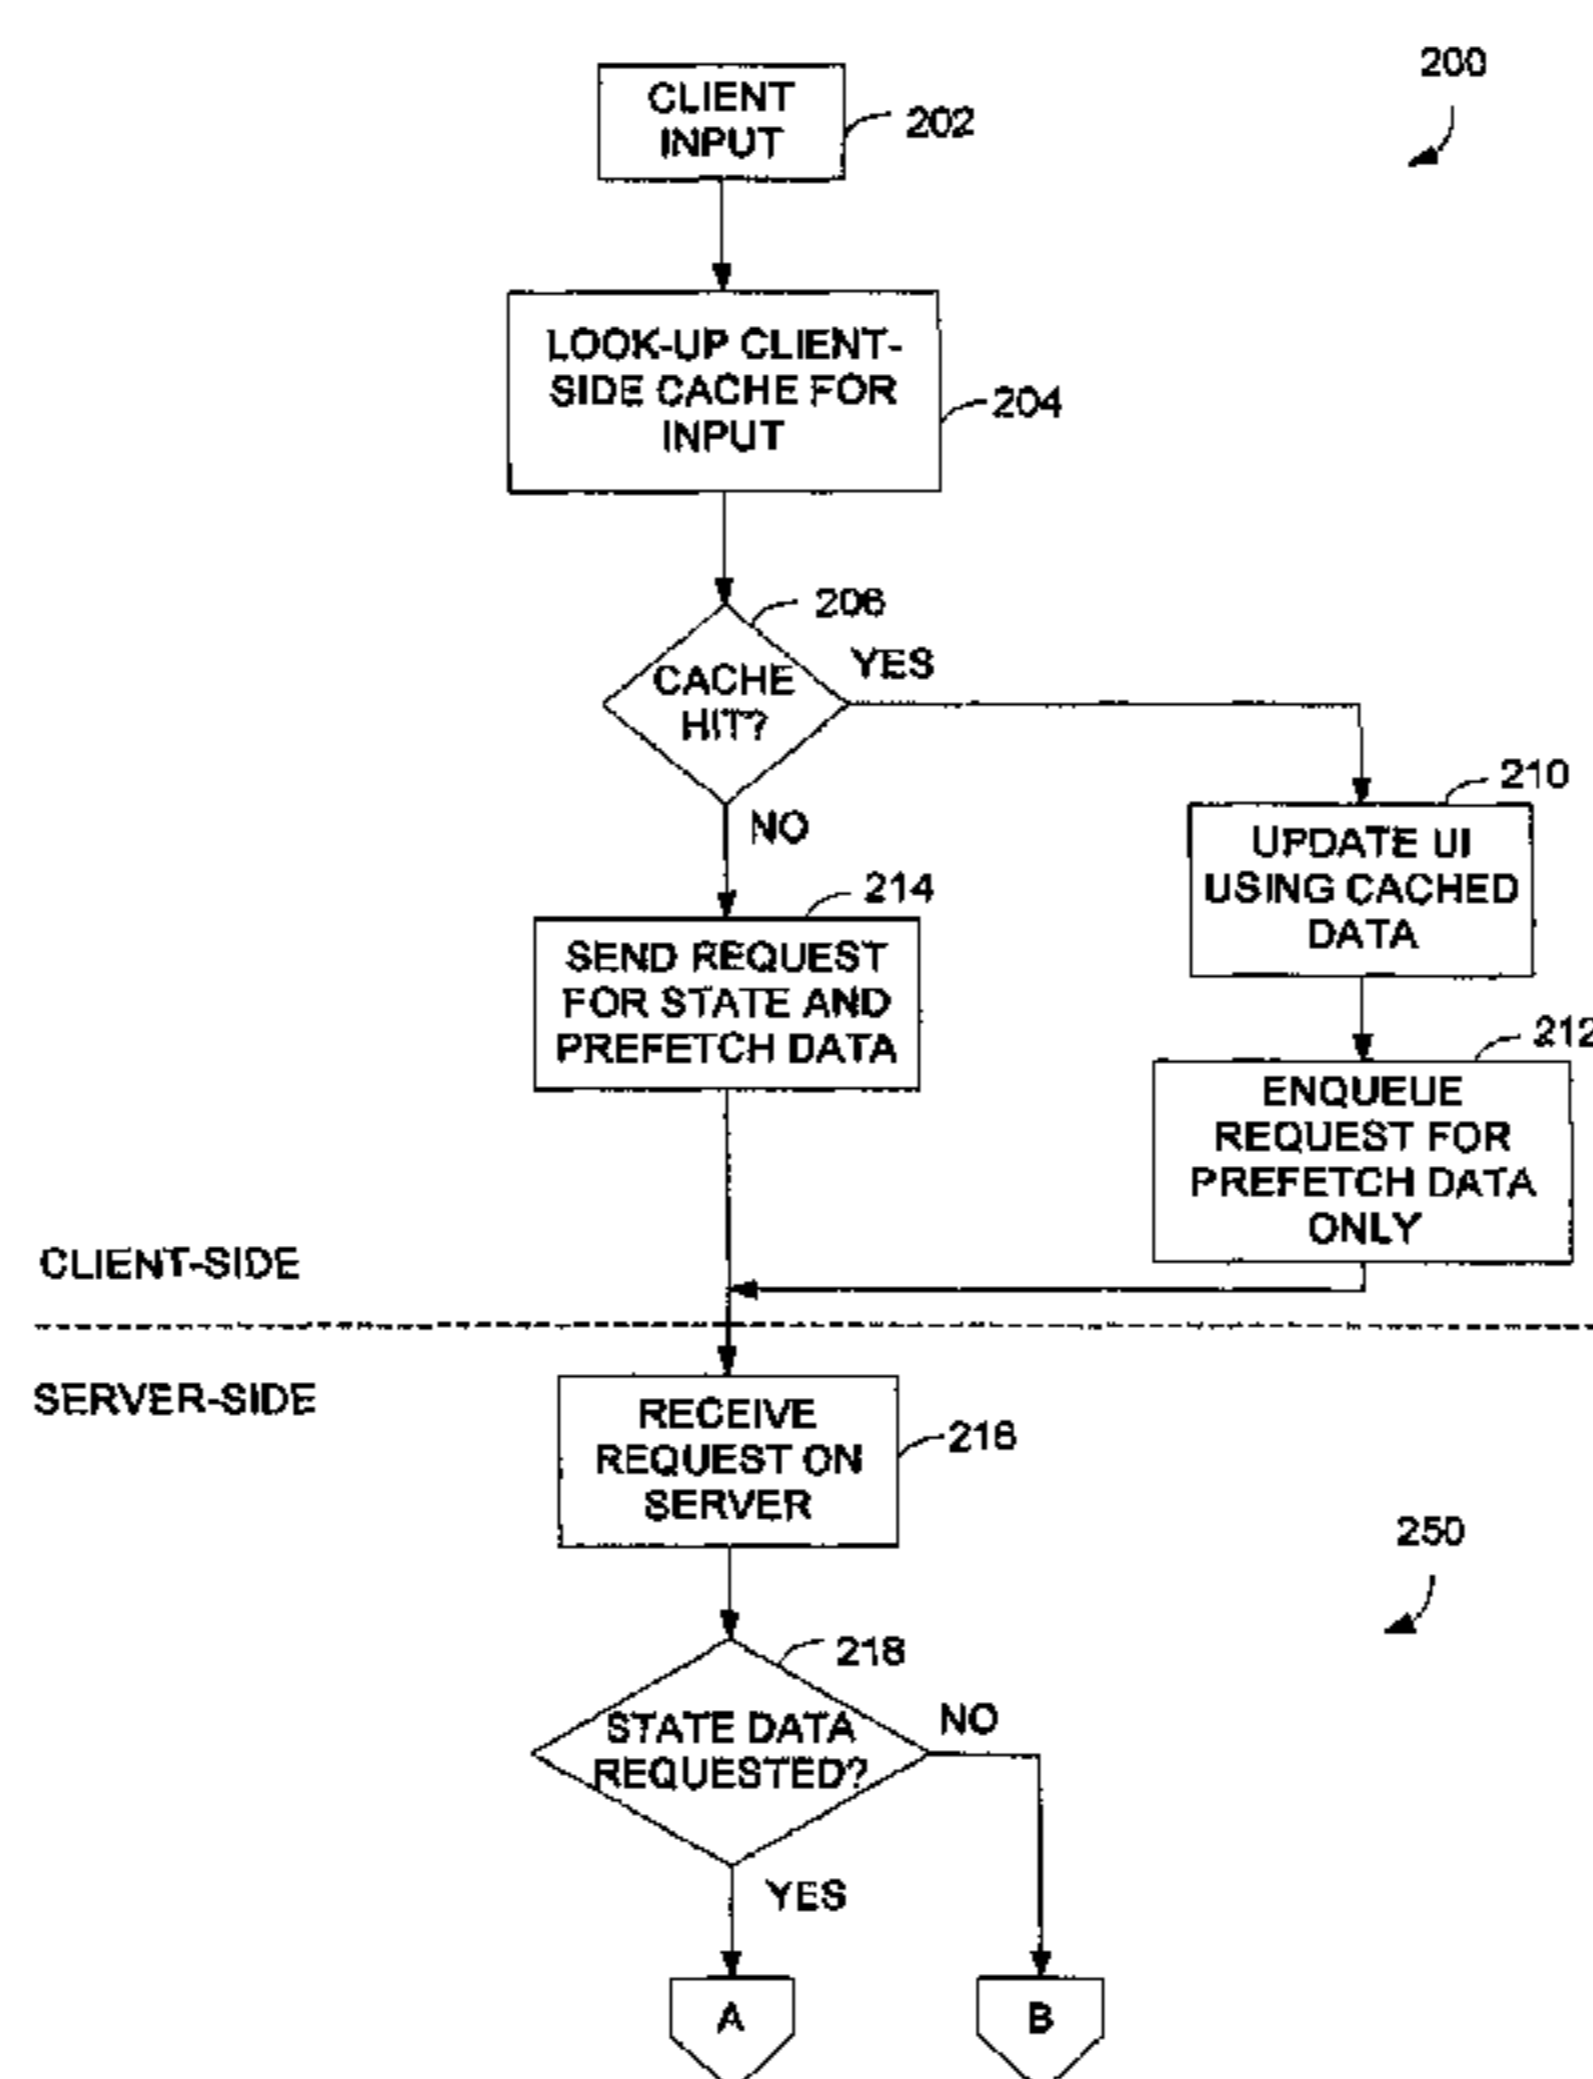 200
CLIENT
INPUT
202
LOOK-UP CLIENT-
SIDE CACHE FOR
INPUT
204
206
CACHE
HIT?
YES
NO
210
UPDATE UI
USING CACHED
DATA
214
SEND REQUEST
FOR STATE AND
PREFETCH DATA
212
ENQUEUE
REQUEST FOR
PREFETCH DATA
ONLY
CLIENT-SIDE
SERVER-SIDE
RECEIVE
REQUEST ON
SERVER
216
250
218
STATE DATA
REQUESTED?
NO
YES
A
B